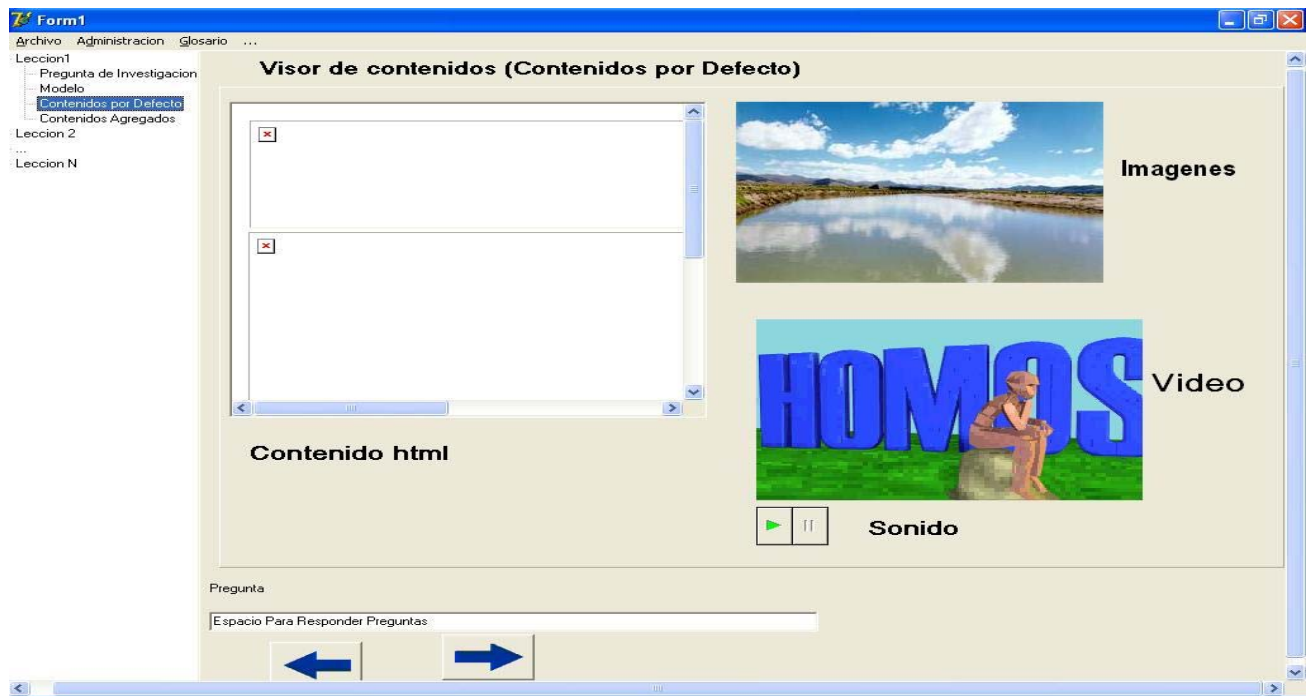 Form1
Archivo Administracion Glosario ...
Leccion1
Pregunta de Investigacion
Modelo
Contenidos por Defecto
Contenidos Agregados
Leccion 2
...
Leccion N
Visor de contenidos (Contenidos por Defecto)
Imagenes
HOMOS
Video
Contenido html
Sonido
Pregunta
Espacio Para Responder Preguntas